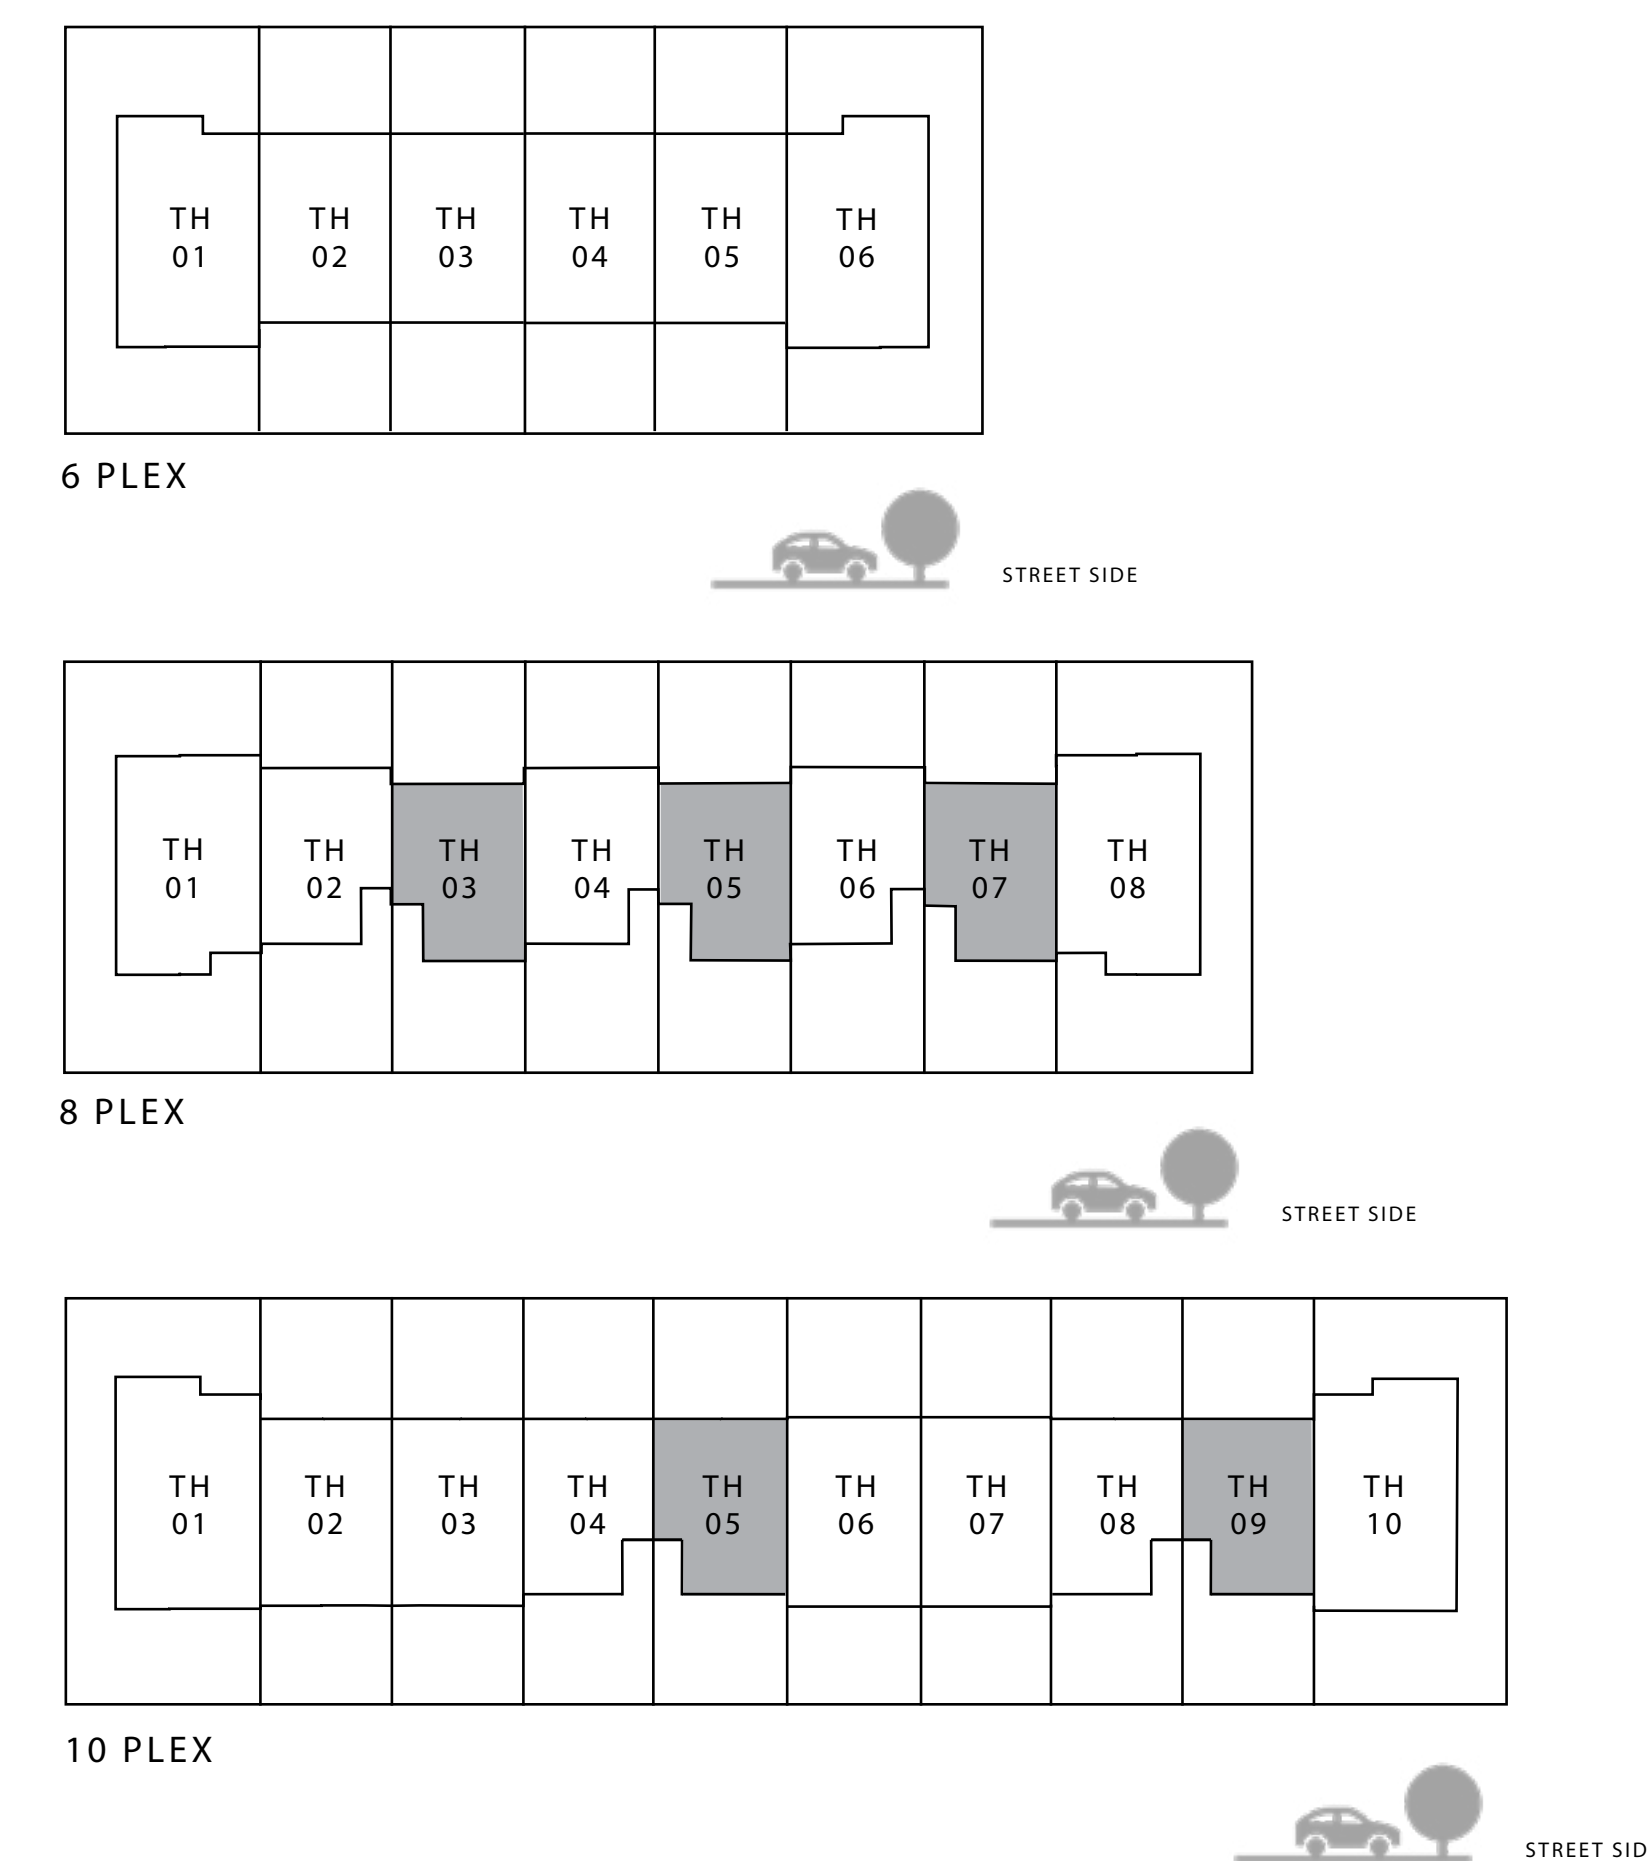 TH TH TH TH TH TH
01 02 03 04 05 06
6 PLEX
STREET SIDE
TH TH TH TH TH TH TH TH
01 02 03 04 05 06 07 08
8 PLEX
STREET SIDE
TH TH TH TH TH TH TH TH TH TH
01 02 03 04 05 06 07 08 09 10
10 PLEX
STREET SID